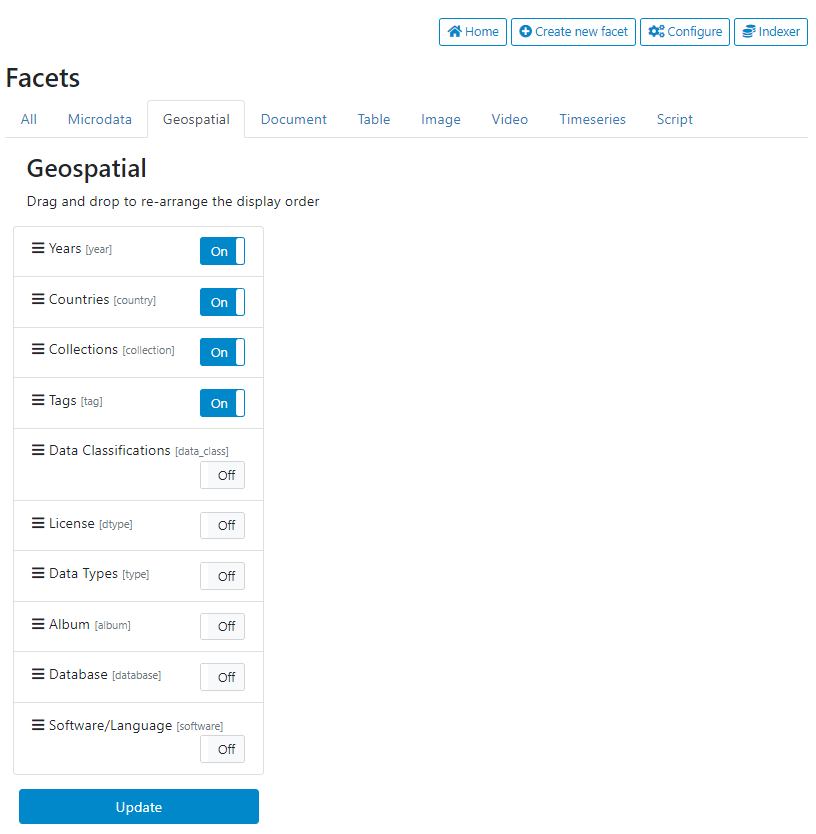 Home Create new facet Configure Indexer
Facets
All Microdata Geospatial Document Table Image Video Timeseries Script
Geospatial
Drag and drop to re-arrange the display order
Years [year] On
Countries [country] On
Collections [collection] On
Tags [tag] On
Data Classifications [data_class]
Off
License [dtype] Off
Data Types [type] Off
Album [album] Off
Database [database] Off
Software/Language [software]
Off
Update